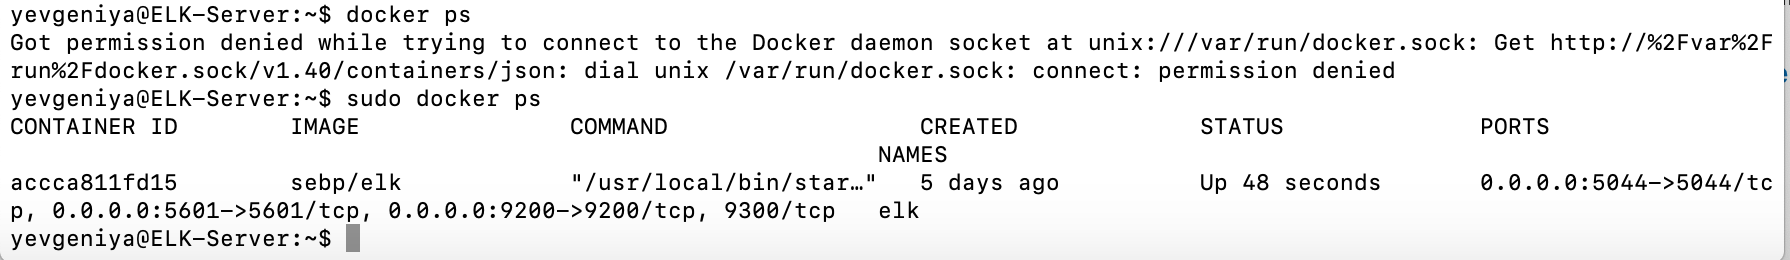 yevgeniya@ELK-Server:~$ docker ps
Got permission denied while trying to connect to the Docker daemon socket at unix:///var/run/docker.sock: Get http://%2Fvar%2F
run%2Fdocker.sock/v1.40/containers/json: dial unix /var/run/docker.sock: connect: permission denied
yevgeniya@ELK-Server:~$ sudo docker ps
CONTAINER ID        IMAGE               COMMAND                  CREATED             STATUS              PORTS
                                                              NAMES
accca811fd15        sebp/elk            "/usr/local/bin/star…"   5 days ago          Up 48 seconds       0.0.0.0:5044->5044/tc
p, 0.0.0.0:5601->5601/tcp, 0.0.0.0:9200->9200/tcp, 9300/tcp   elk
yevgeniya@ELK-Server:~$